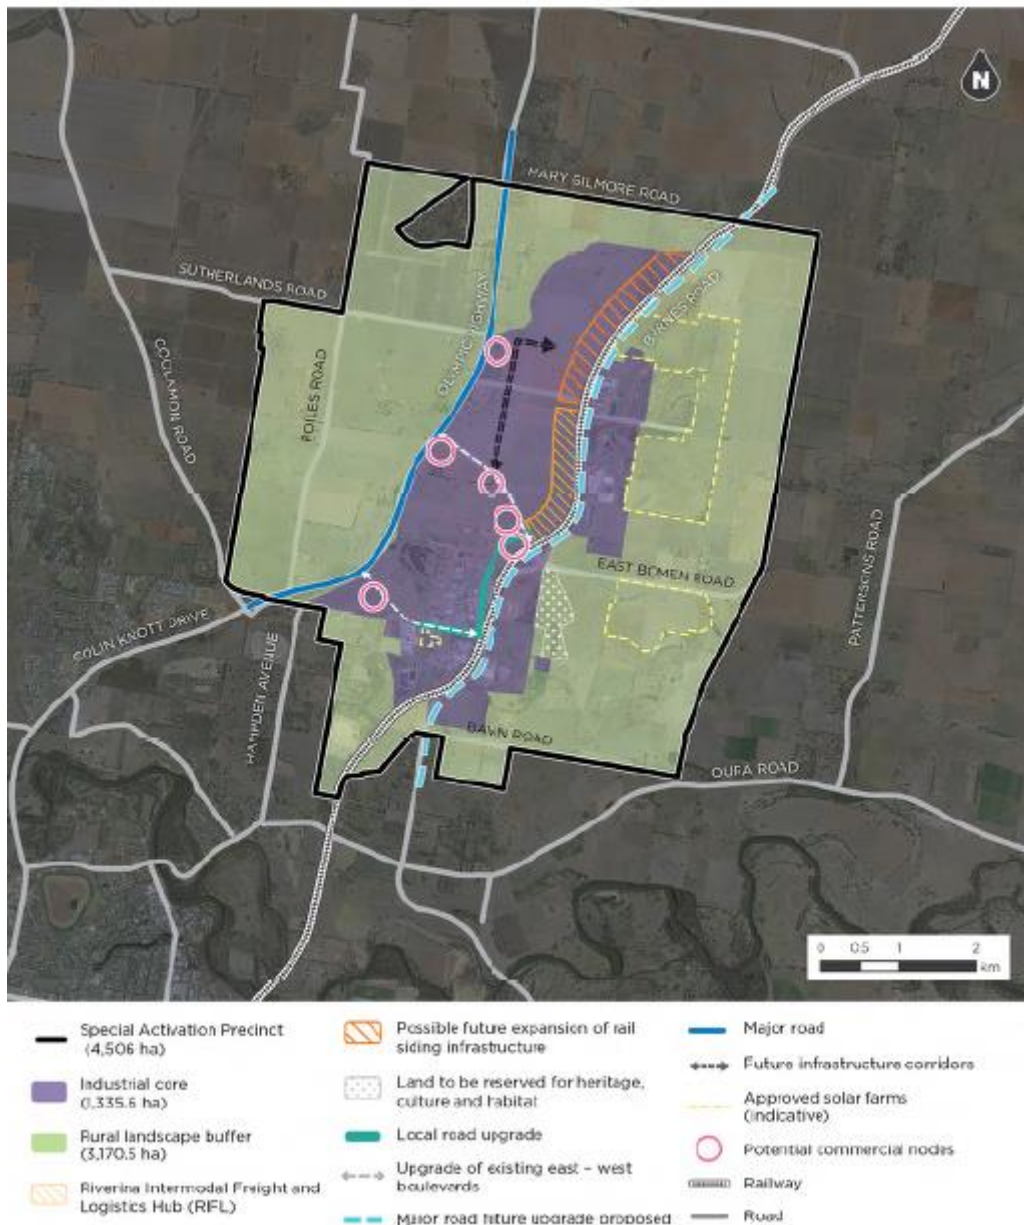 N
MARY GILMORE ROAD
SUTHERLANDS ROAD
OLYMPIC HIGHWAY
BYRNES ROAD
COOLAMON ROAD
POILES ROAD
EAST BOMEN ROAD
PATTERSONS ROAD
COLIN KNOTT DRIVE
HAMPDEN AVENUE
DAWN ROAD
OURA ROAD
0 0.5 1 2
km
Special Activation Precinct
(4,506 ha)
Industrial core
(1,335.6 ha)
Rural landscape buffer
(3,170.5 ha)
Riverina Intermodal Freight and
Logistics Hub (RIFL)
Possible future expansion of rail
siding infrastructure
Land to be reserved for heritage,
culture and habitat
Local road upgrade
Upgrade of existing east – west
boulevards
Major road future upgrade proposed
Major road
Future infrastructure corridors
Approved solar farms
(indicative)
Potential commercial nodes
Railway
Road